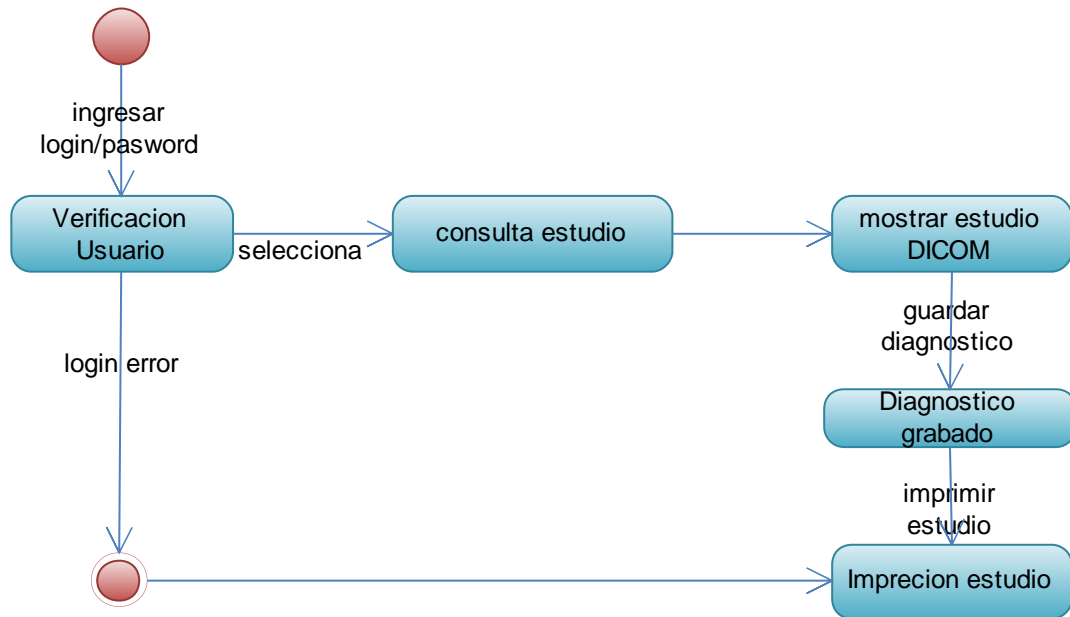 ingresar
login/pasword
Verificacion
Usuario
selecciona
consulta estudio
mostrar estudio
DICOM
guardar
diagnostico
login error
Diagnostico
grabado
imprimir
estudio
Imprecion estudio